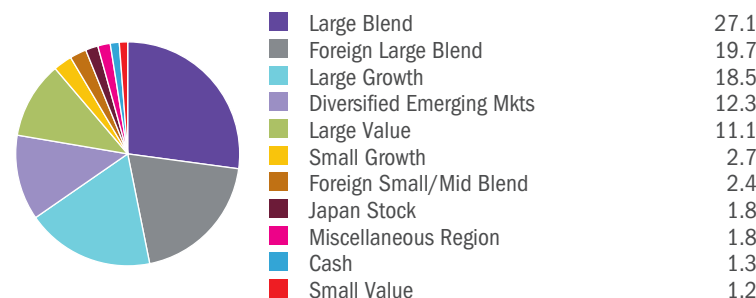 Large Blend 27.1
Foreign Large Blend 19.7
Large Growth 18.5
Diversified Emerging Mkts 12.3
Large Value 11.1
Small Growth 2.7
Foreign Small/Mid Blend 2.4
Japan Stock 1.8
Miscellaneous Region 1.8
Cash 1.3
Small Value 1.2